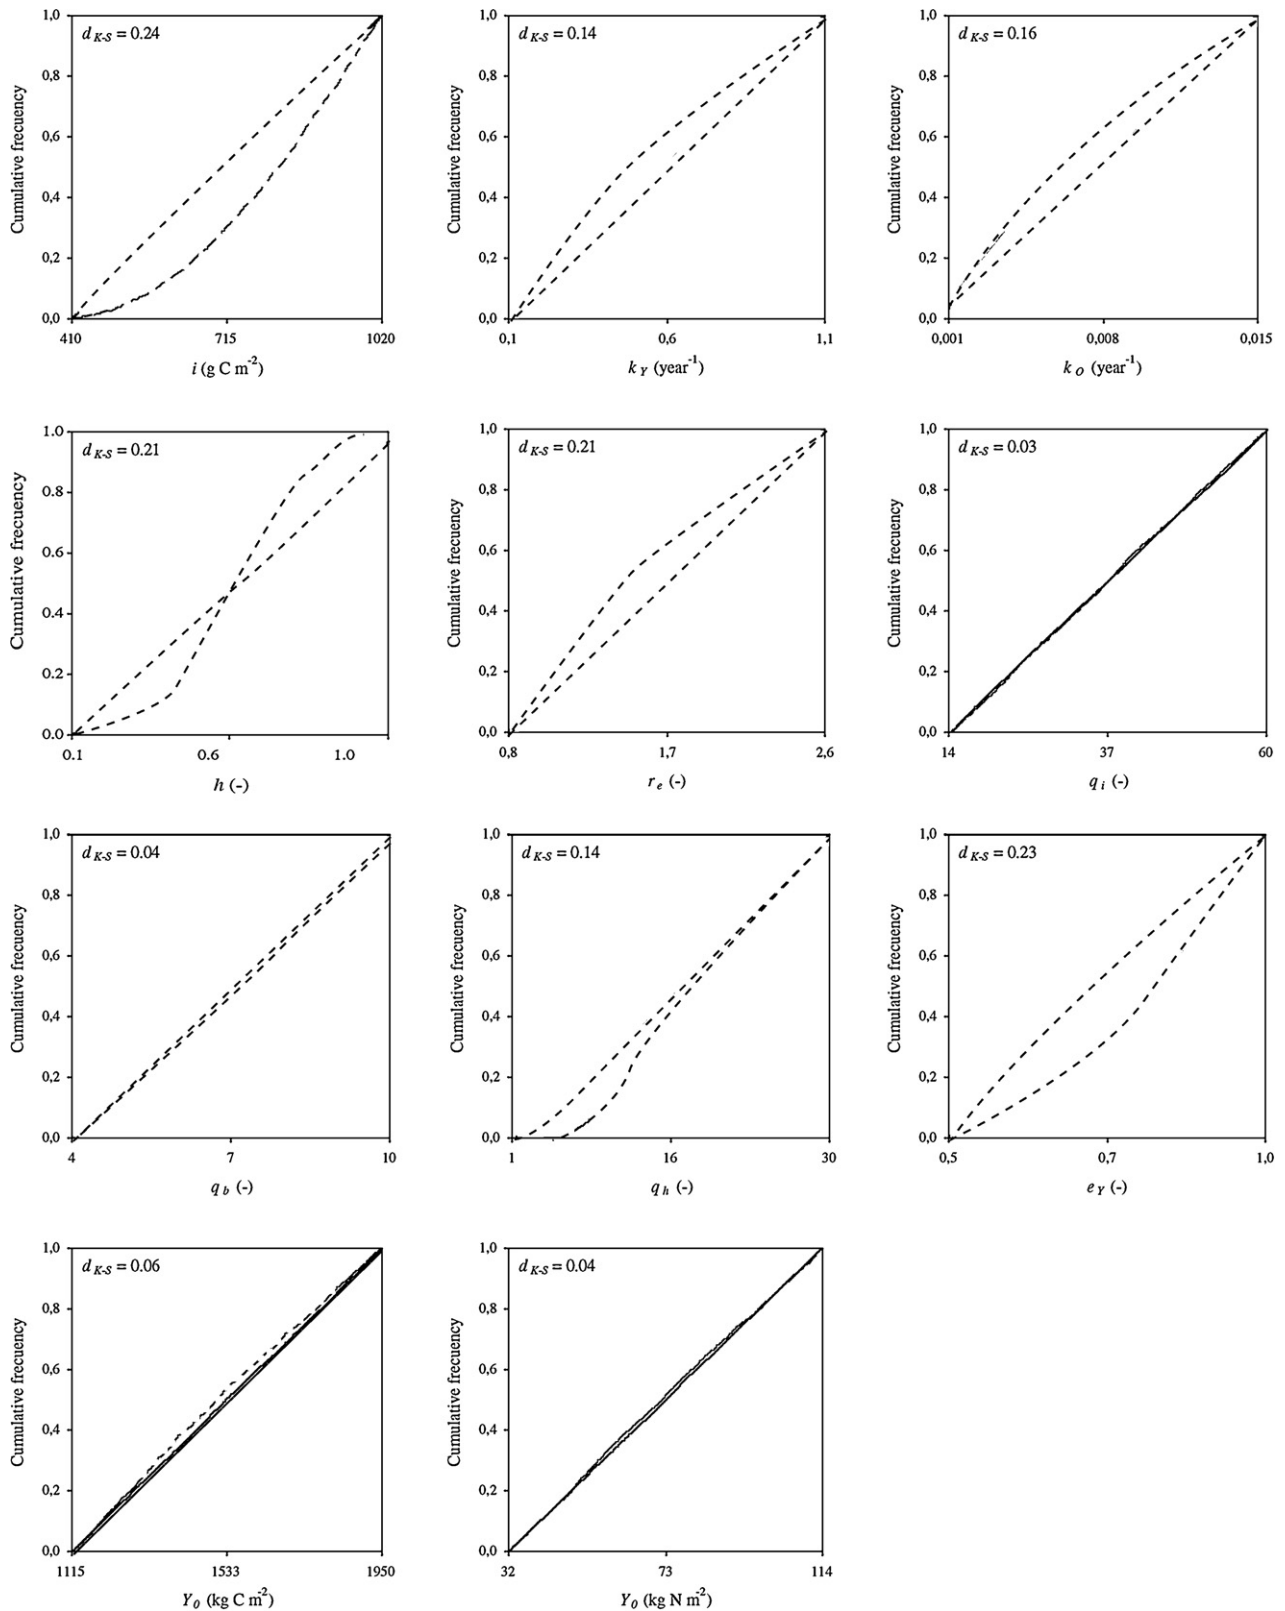 d K-S = 0.24
Cumulative frecuency
1,0
0,8
0,6
0,4
0,2
0,0
410 715 1020
i (g C m⁻²)
d K-S = 0.14
Cumulative frecuency
1,0
0,8
0,6
0,4
0,2
0,0
0,1 0,6 1,1
k Y (year⁻¹)
d K-S = 0.16
Cumulative frecuency
1,0
0,8
0,6
0,4
0,2
0,0
0,001 0,008 0,015
k O (year⁻¹)
d K-S = 0.21
Cumulative frecuency
1.0
0.8
0.6
0.4
0.2
0.0
0.1 0.6 1.0
h (-)
d K-S = 0.21
Cumulative frecuency
1,0
0,8
0,6
0,4
0,2
0,0
0,8 1,7 2,6
r e (-)
d K-S = 0.03
Cumulative frecuency
1,0
0,8
0,6
0,4
0,2
0,0
14 37 60
q i (-)
d K-S = 0.04
Cumulative frecuency
1,0
0,8
0,6
0,4
0,2
0,0
4 7 10
q b (-)
d K-S = 0.14
Cumulative frecuency
1,0
0,8
0,6
0,4
0,2
0,0
1 16 30
q h (-)
d K-S = 0.23
Cumulative frecuency
1,0
0,8
0,6
0,4
0,2
0,0
0,5 0,7 1,0
e Y (-)
d K-S = 0.06
Cumulative frecuency
1,0
0,8
0,6
0,4
0,2
0,0
1115 1533 1950
Y 0 (kg C m⁻²)
d K-S = 0.04
Cumulative frecuency
1,0
0,8
0,6
0,4
0,2
0,0
32 73 114
Y 0 (kg N m⁻²)